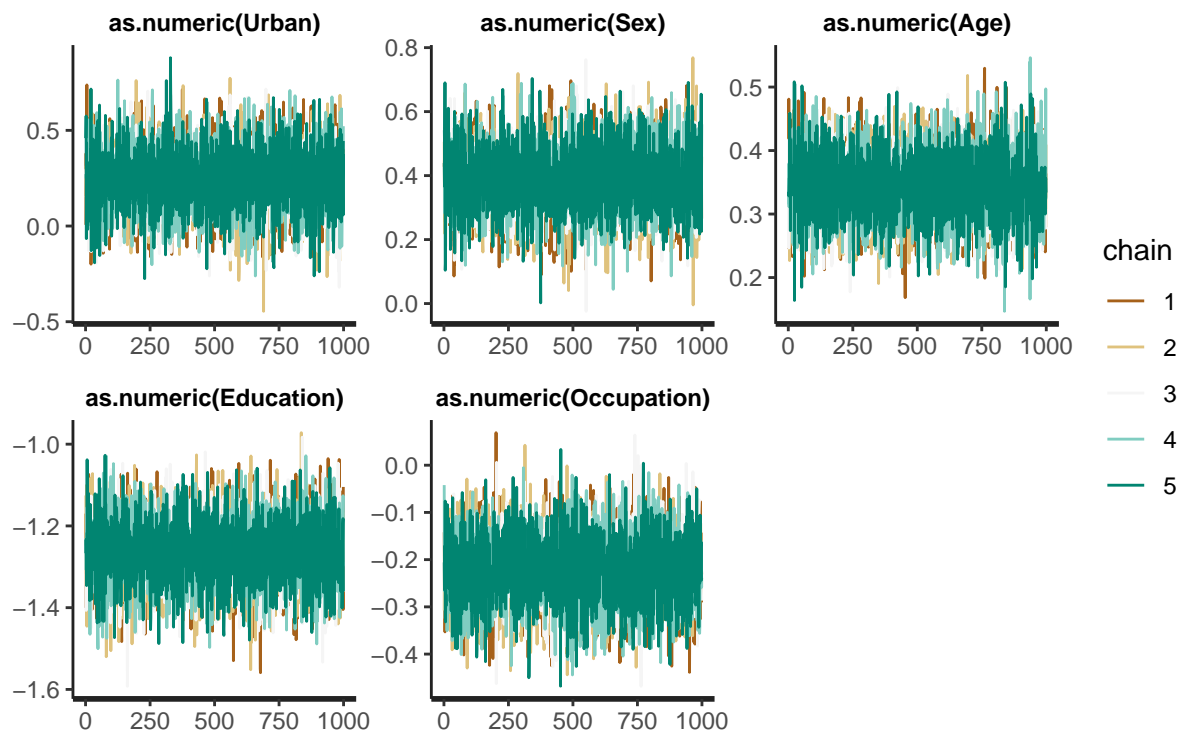 as.numeric(Urban)
as.numeric(Sex)
as.numeric(Age)
0.5
0.0
−0.5
0 250 500 750 1000
0.8
0.6
0.4
0.2
0.0
0 250 500 750 1000
0.5
0.4
0.3
0.2
0 250 500 750 1000
as.numeric(Education)
as.numeric(Occupation)
−1.0
−1.2
−1.4
−1.6
0 250 500 750 1000
0.0
−0.1
−0.2
−0.3
−0.4
0 250 500 750 1000
chain
1
2
3
4
5